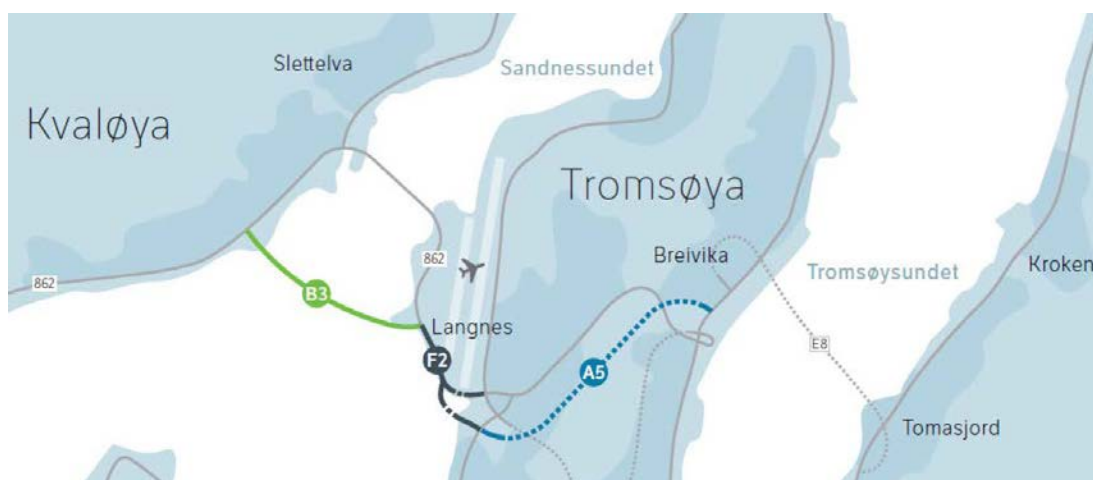 Slettelva
Sandnessundet
Kvaløya
Tromsøya
Breivika
862
Tromsøysundet
Kroken
862
B3
Langnes
E8
F2
A5
Tomasjord